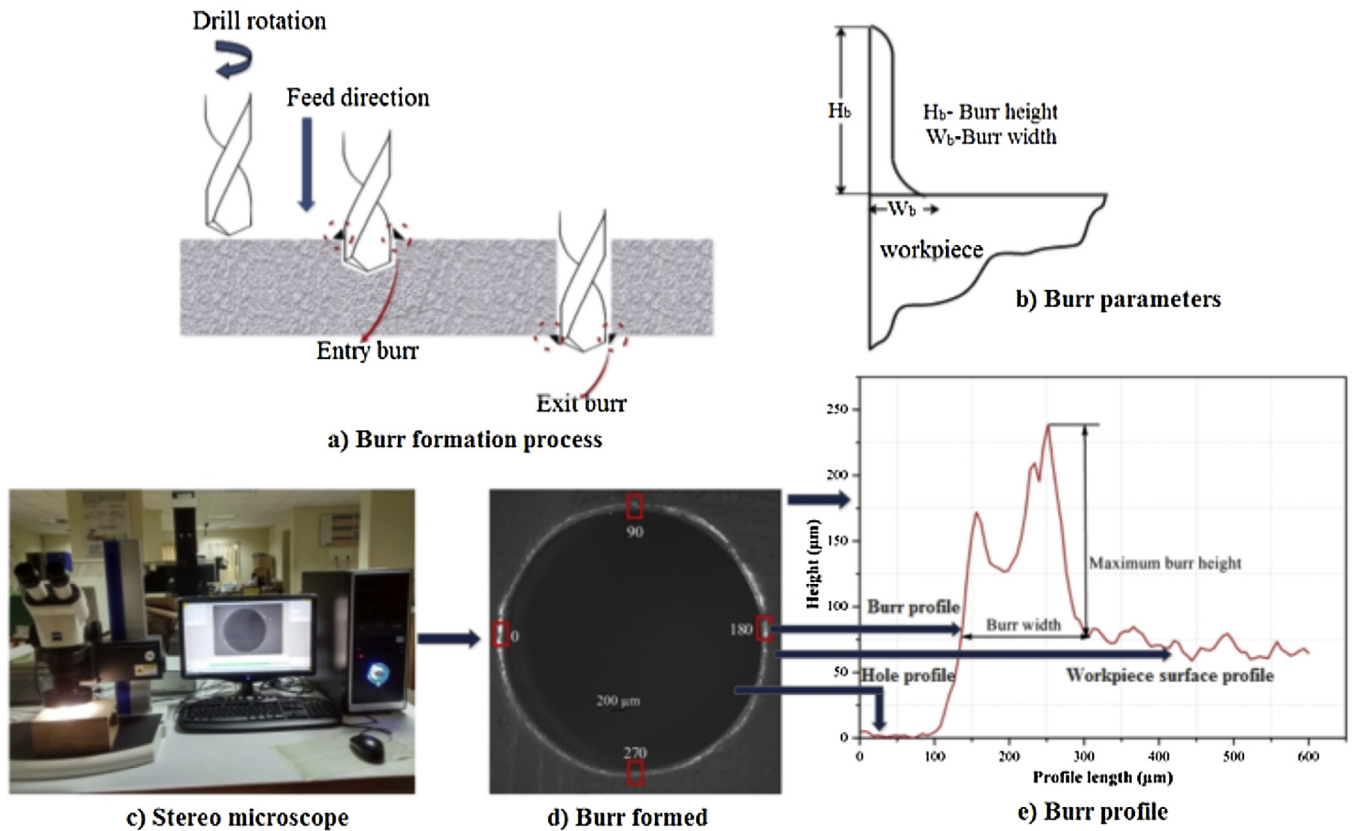 Drill rotation
Feed direction
Entry burr
Exit burr
a) Burr formation process
Hb
Hb- Burr height
Wb-Burr width
Wb
workpiece
b) Burr parameters
c) Stereo microscope
90
0
180
200 µm
270
d) Burr formed
Height (µm)
250
200
150
100
50
0
Maximum burr height
Burr profile
Burr width
Hole profile
Workpiece surface profile
0
100
200
300
400
500
600
Profile length (µm)
e) Burr profile